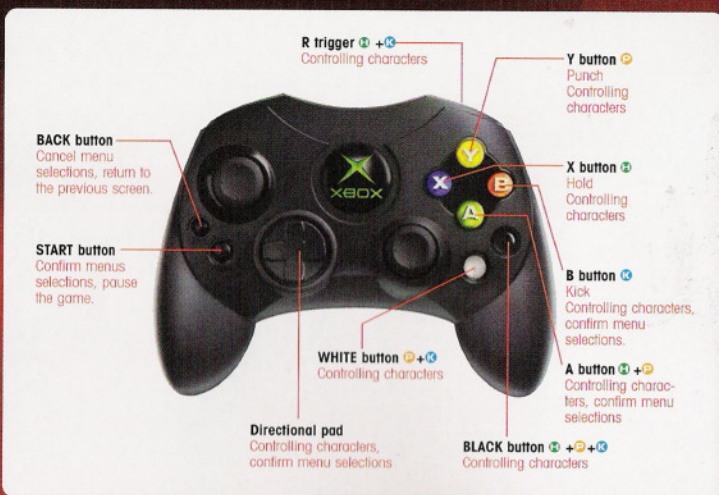 R trigger H +K
Controlling characters
Y button P
Punch
Controlling
characters
BACK button
Cancel menu
selections, return to
the previous screen.
X button H
Hold
Controlling
characters
START button
Confirm menus
selections, pause
the game.
B button K
Kick
Controlling characters,
confirm menu
selections.
WHITE button P+K
Controlling characters
A button H +P
Controlling charac-
ters, confirm menu
selections
Directional pad
Controlling characters,
confirm menu selections
BLACK button H +P+K
Controlling characters
XBOX
Y
X
B
A